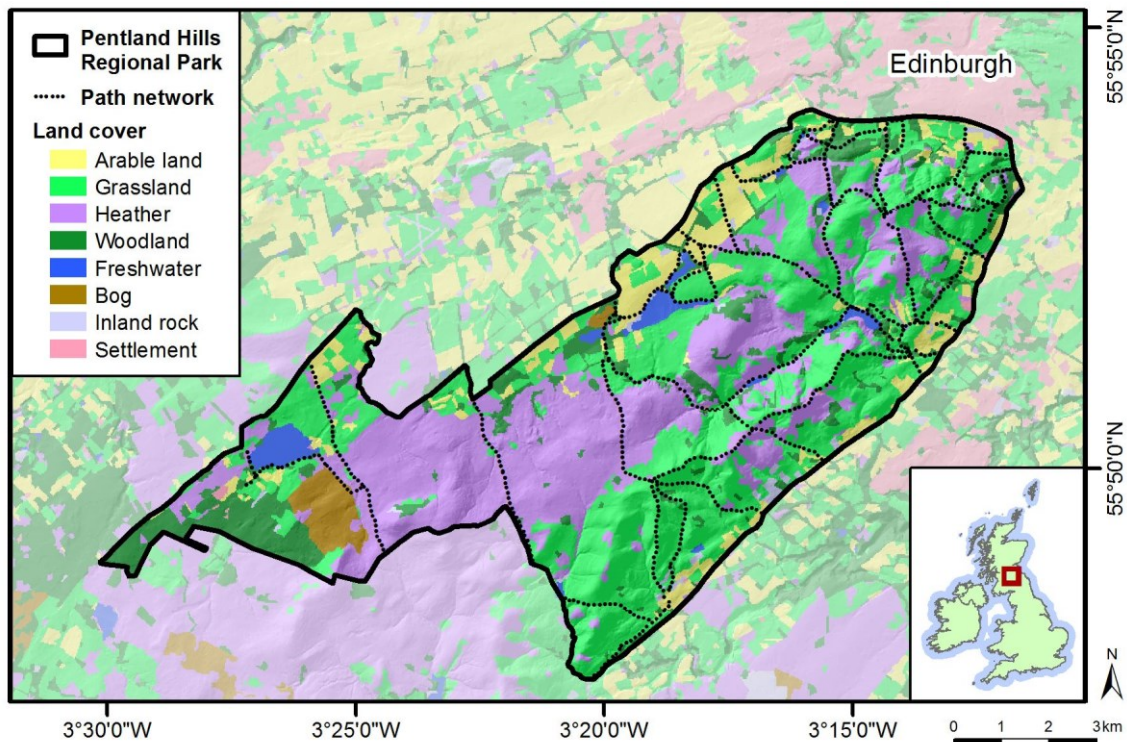 Pentland Hills
Regional Park
Path network
Land cover
Arable land
Grassland
Heather
Woodland
Freshwater
Bog
Inland rock
Settlement
Edinburgh
55°55'0"N
55°50'0"N
N
3°30'0"W
3°25'0"W
3°20'0"W
3°15'0"W
0 1 2 3km